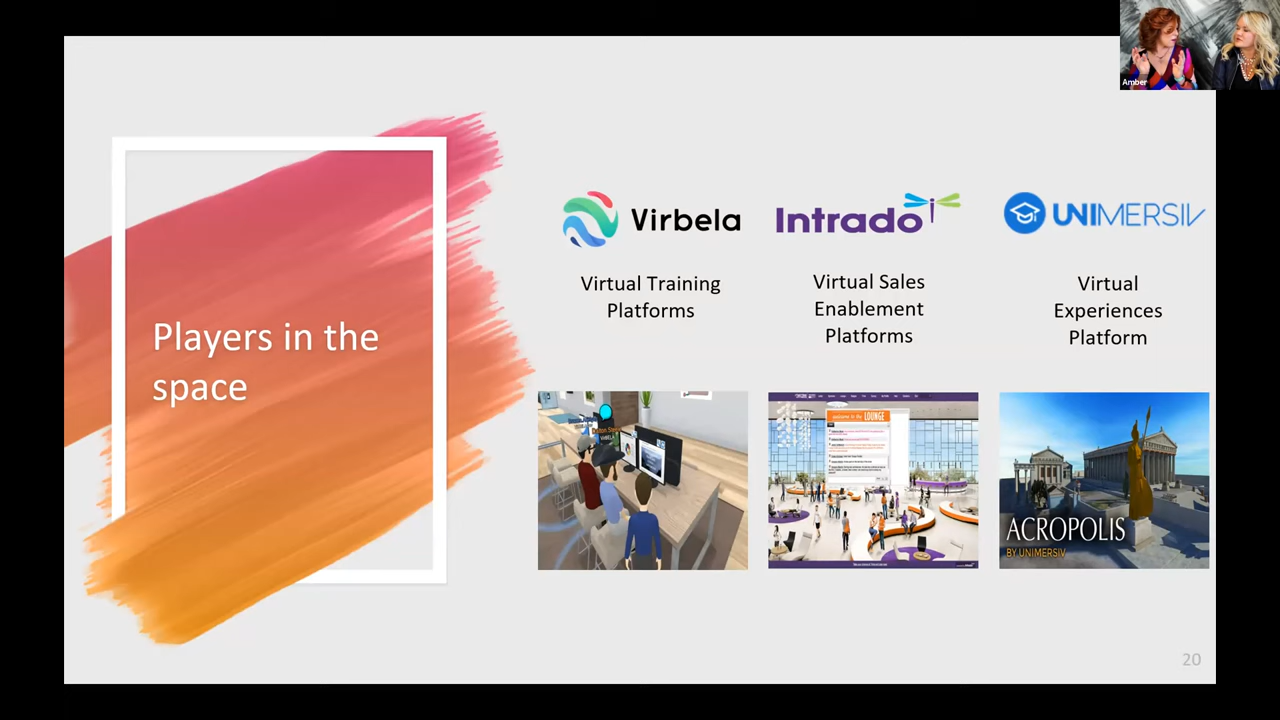 Amber
Players in the
space
Virbela
Intrado
UNIMERSIV
Virtual Training
Platforms
Virtual Sales
Enablement
Platforms
Virtual
Experiences
Platform
LOUNGE
ACROPOLIS
BY UNIMERSIV
20